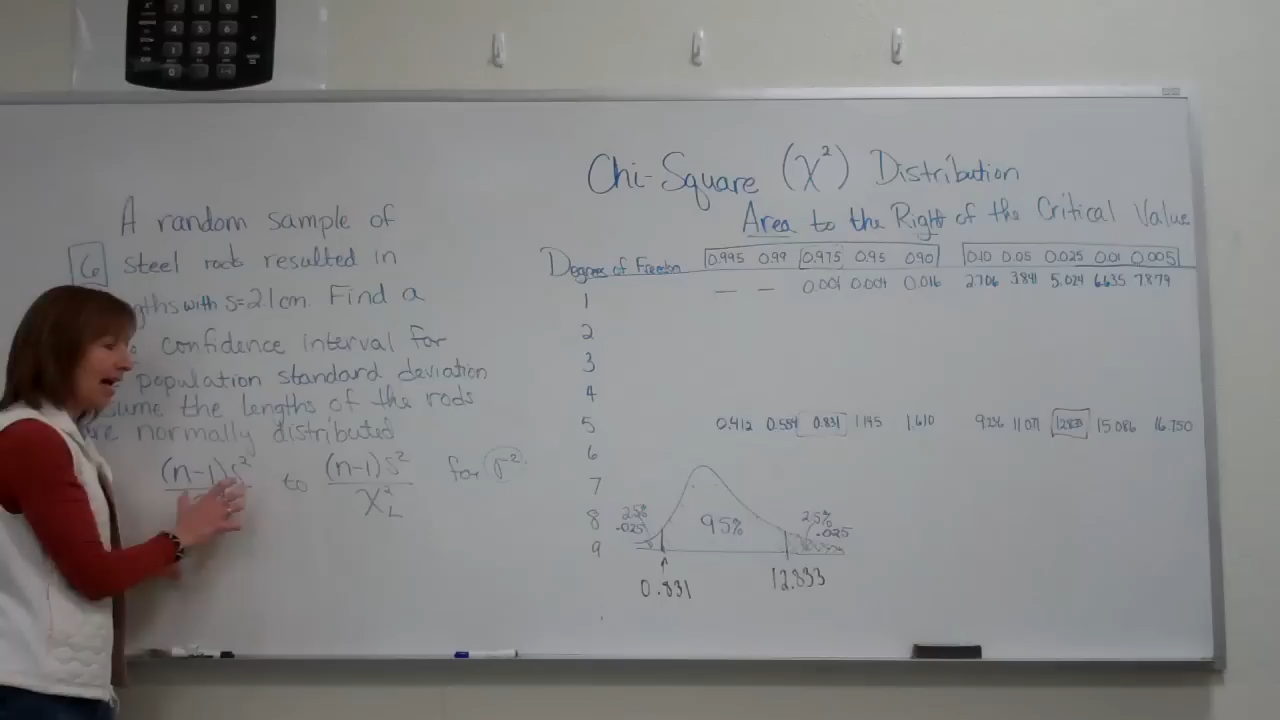 A random sample of
6 steel rods resulted in
with s=2.1cm. Find a
confidence interval for
population standard deviation
the lengths of the rods
normally distributed
(n-1)s² to (n-1)s²/χ²L for σ²
Chi-Square (χ²) Distribution
Area to the Right of the Critical Value
Degrees of Freedom 0.995 0.99 0.975 0.95 0.90 0.10 0.05 0.025 0.01 0.005
1 — — 0.001 0.004 0.016 2.706 3.841 5.024 6.635 7.879
2
3
4
5 0.412 0.554 0.831 1.145 1.610 9.236 11.071 12.833 15.086 16.750
6
7
8
9
2.5% .025 95% 2.5% .025
0.831 12.833